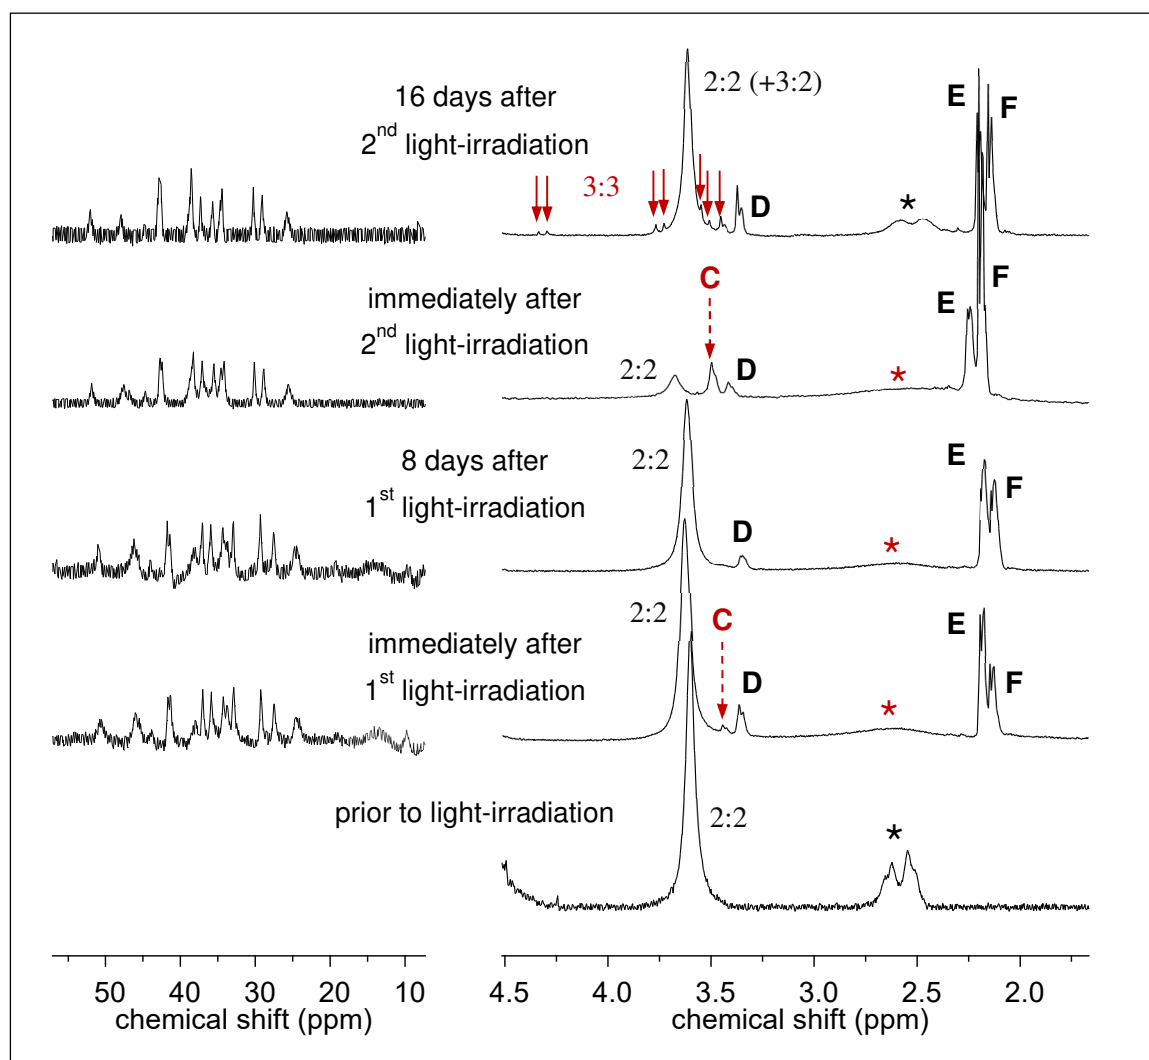 16 days after
2nd light-irradiation
3:3
2:2 (+3:2)
D
*
E
F
immediately after
2nd light-irradiation
2:2
C
D
*
E
F
8 days after
1st light-irradiation
2:2
D
*
E
F
immediately after
1st light-irradiation
2:2
C
D
*
E
F
prior to light-irradiation
2:2
*
50 40 30 20 10
chemical shift (ppm)
4.5 4.0 3.5 3.0 2.5 2.0
chemical shift (ppm)